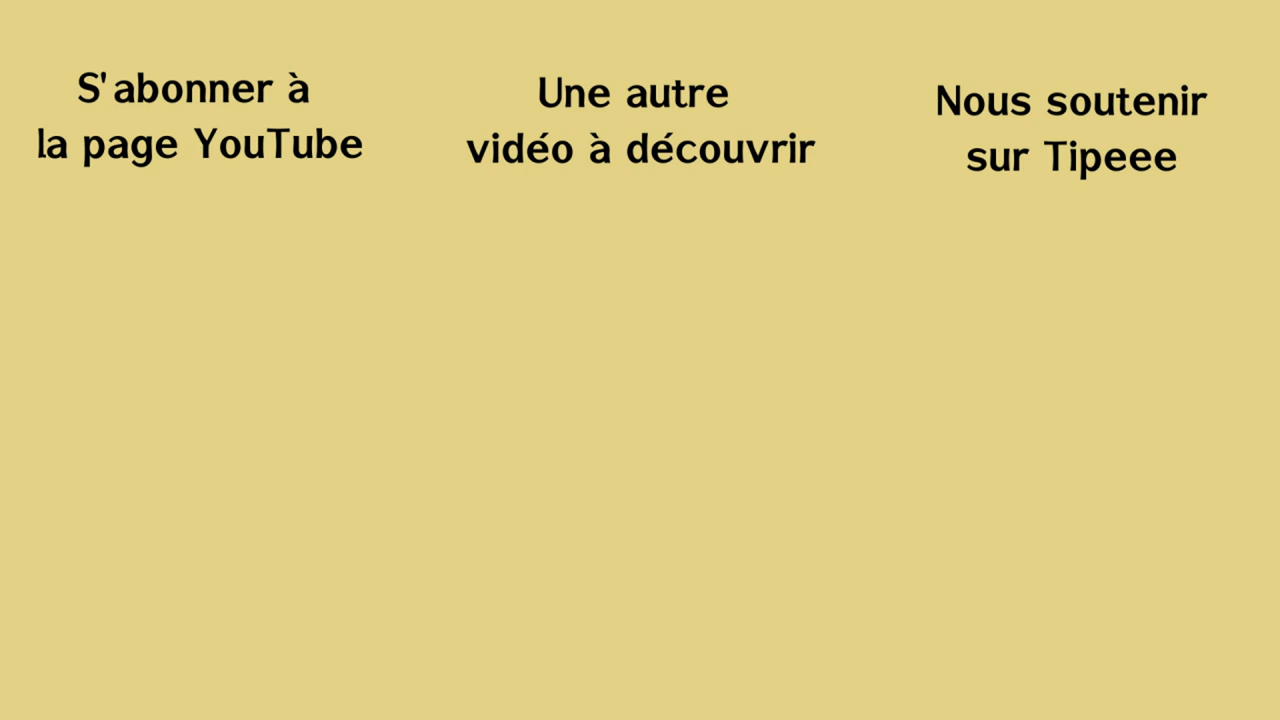 S'abonner à
la page YouTube
Une autre
vidéo à découvrir
Nous soutenir
sur Tipeee